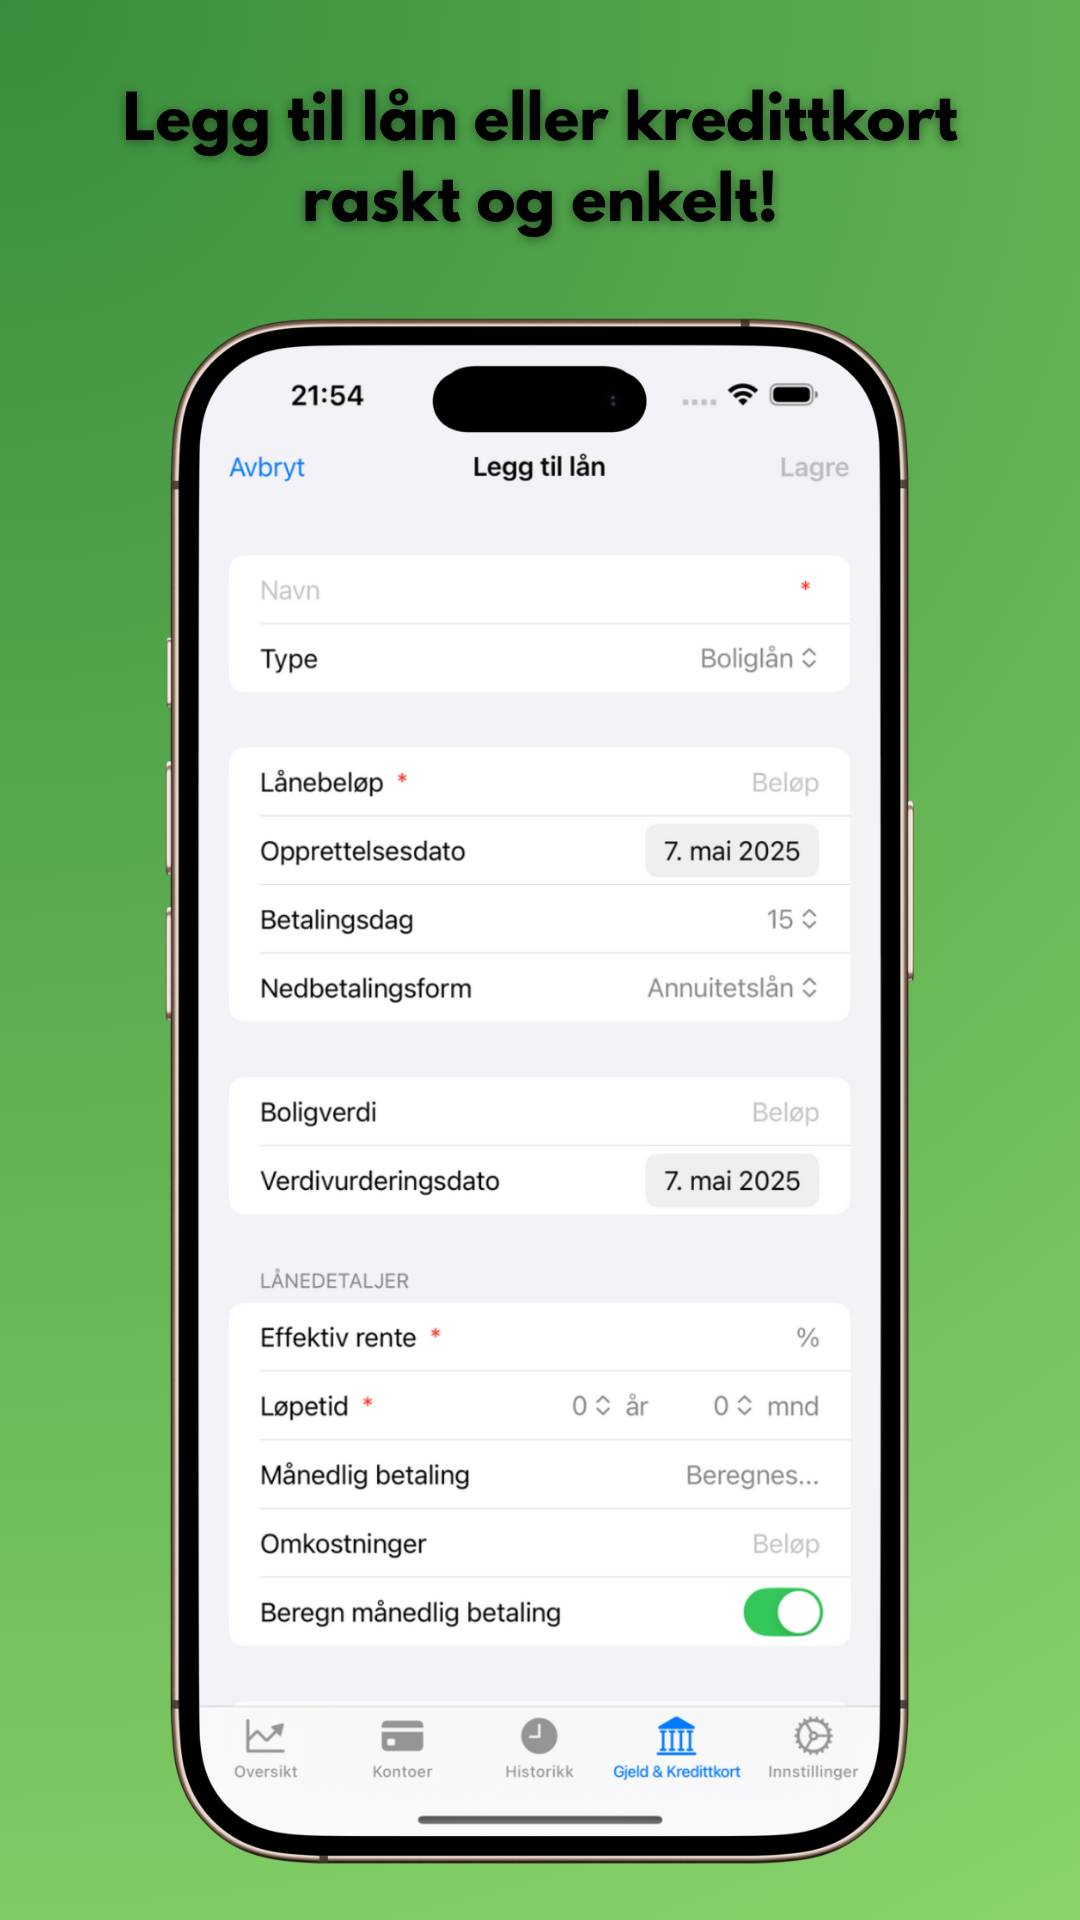 Legg til lån eller kredittkort
raskt og enkelt!
21:54
Avbryt Legg til lån Lagre
Navn *
Type Boliglån
Lånebeløp * Beløp
Opprettelsesdato 7. mai 2025
Betalingsdag 15
Nedbetalingsform Annuitetslån
Boligverdi Beløp
Verdivurderingsdato 7. mai 2025
LÅNEDETALJER
Effektiv rente * %
Løpetid * 0 år 0 mnd
Månedlig betaling Beregnes...
Omkostninger Beløp
Beregn månedlig betaling
Oversikt Kontoer Historikk Gjeld & Kredittkort Innstillinger